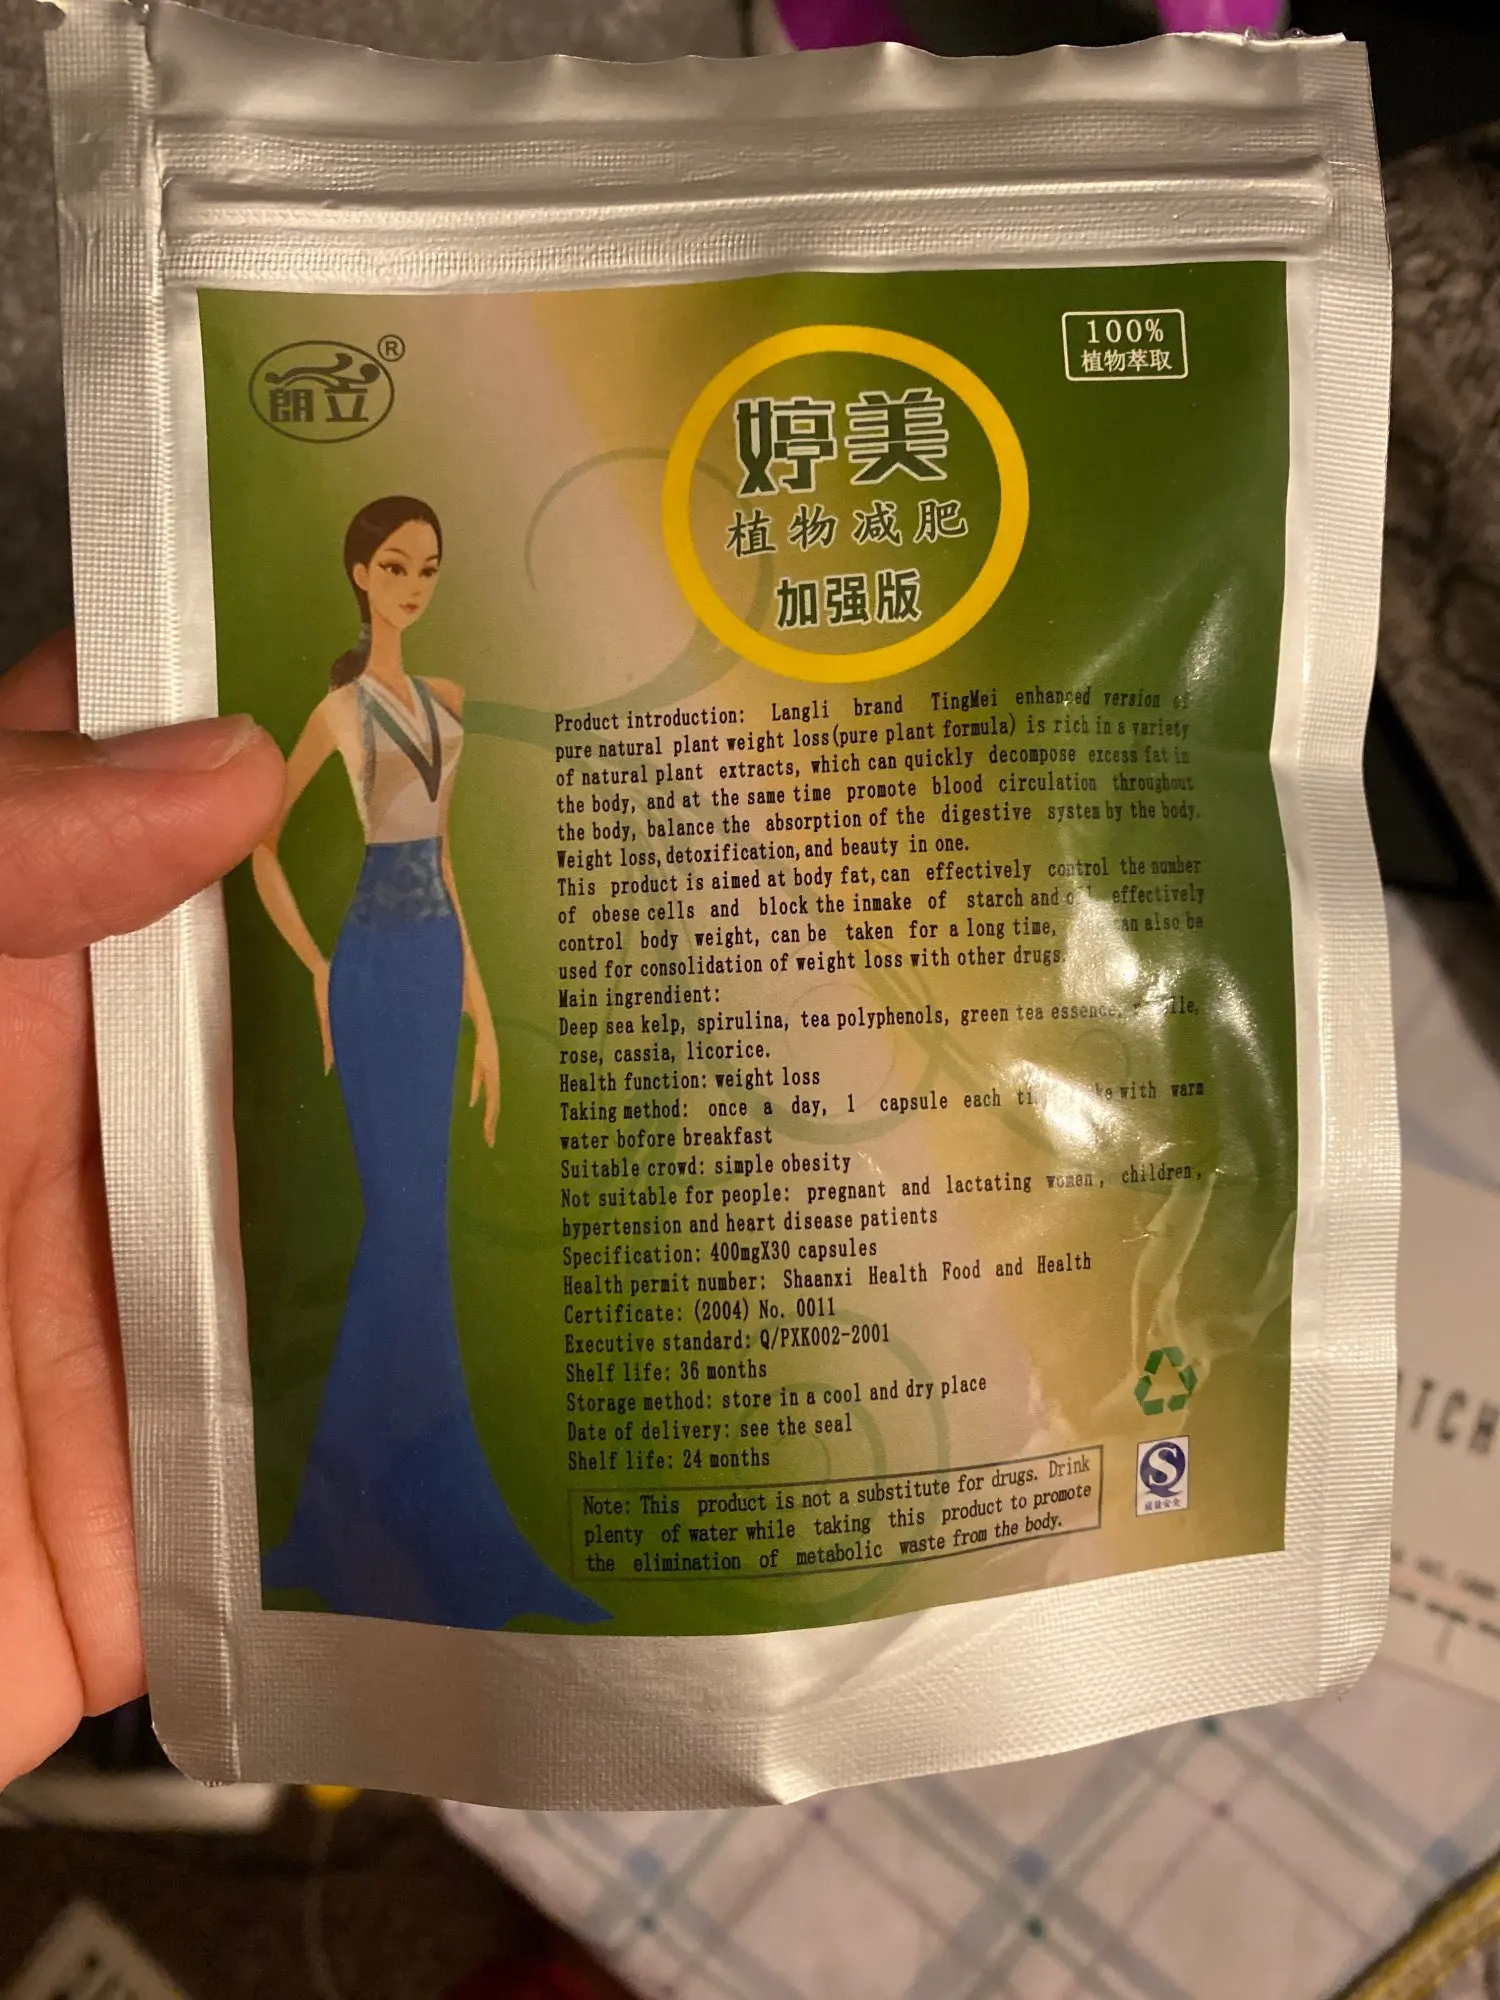 朗立®
100%
植物萃取
婷美
植物减肥
加强版
Product introduction: Langli brand TingMei enhanced version of
pure natural plant weight loss(pure plant formula) is rich in a variety
of natural plant extracts, which can quickly decompose excess fat in
the body, and at the same time promote blood circulation throughout
the body, balance the absorption of the digestive system by the body.
Weight loss, detoxification, and beauty in one.
This product is aimed at body fat, can effectively control the number
of obese cells and block the inmake of starch and effectively
control body weight, can be taken for a long time, can also be
used for consolidation of weight loss with other drugs.
Main ingrendient:
Deep sea kelp, spirulina, tea polyphenols, green tea essence,
rose, cassia, licorice.
Health function: weight loss
Taking method: once a day, 1 capsule each with warm
water bofore breakfast
Suitable crowd: simple obesity
Not suitable for people: pregnant and lactating women, children,
hypertension and heart disease patients
Specification: 400mgX30 capsules
Health permit number: Shaanxi Health Food and Health
Certificate: (2004) No. 0011
Executive standard: Q/PXK002-2001
Shelf life: 36 months
Storage method: store in a cool and dry place
Date of delivery: see the seal
Shelf life: 24 months
Note: This product is not a substitute for drugs. Drink
plenty of water while taking this product to promote
the elimination of metabolic waste from the body.
质量安全